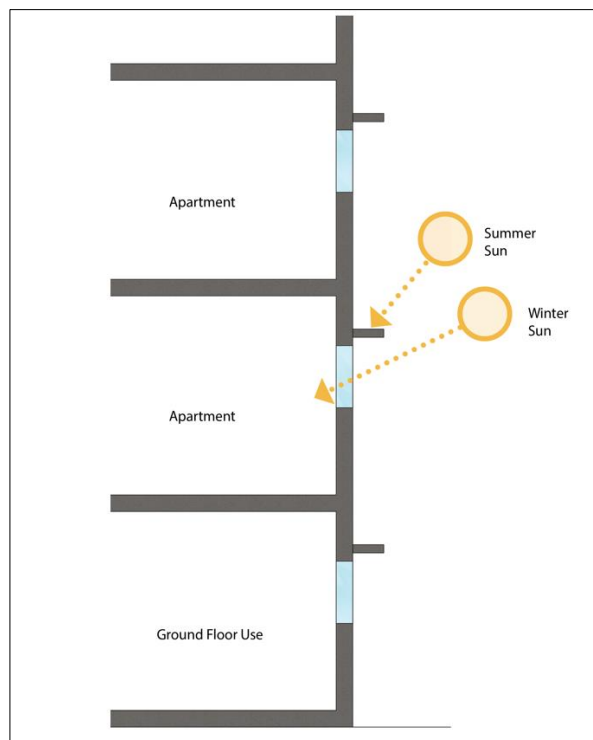 Apartment
Summer
Sun
Winter
Sun
Apartment
Ground Floor Use